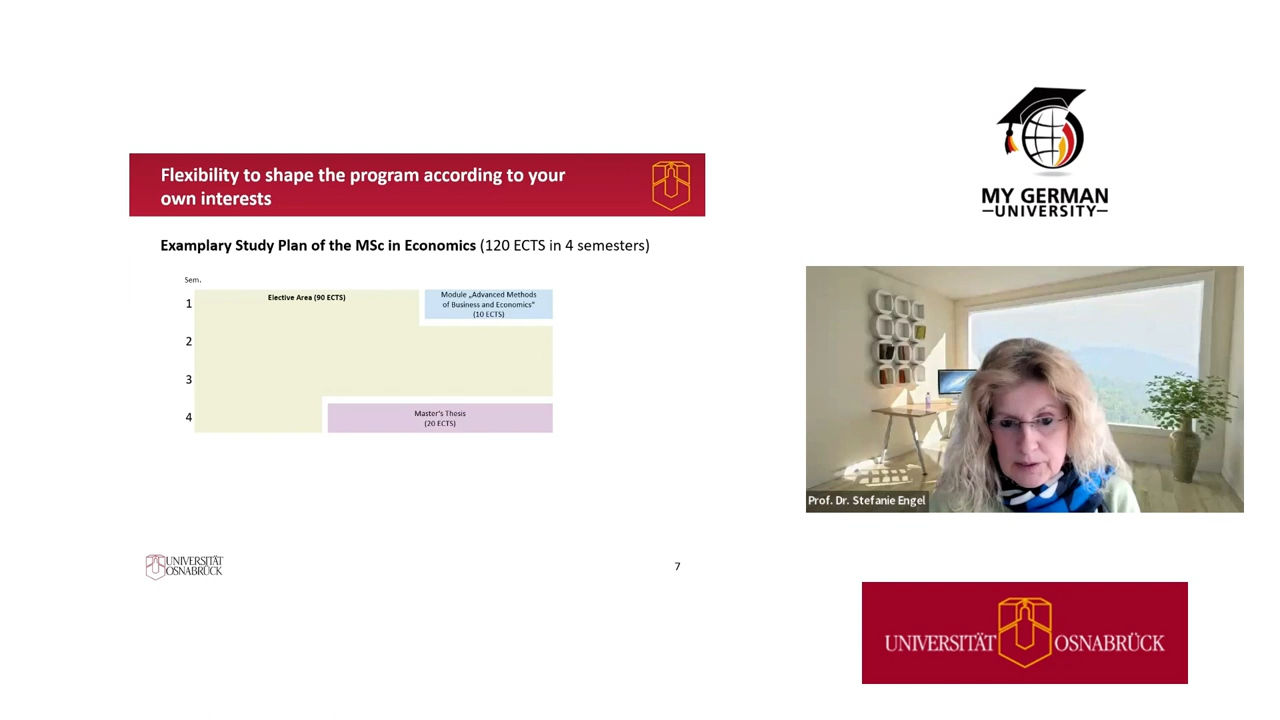 Flexibility to shape the program according to your
own interests
Examplary Study Plan of the MSc in Economics (120 ECTS in 4 semesters)
Sem.
1
2
3
4
Elective Area (90 ECTS)
Module „Advanced Methods
of Business and Economics“
(10 ECTS)
Master's Thesis
(20 ECTS)
UNIVERSITÄT
OSNABRÜCK
7
MY GERMAN
UNIVERSITY
Prof. Dr. Stefanie Engel
UNIVERSITÄT OSNABRÜCK